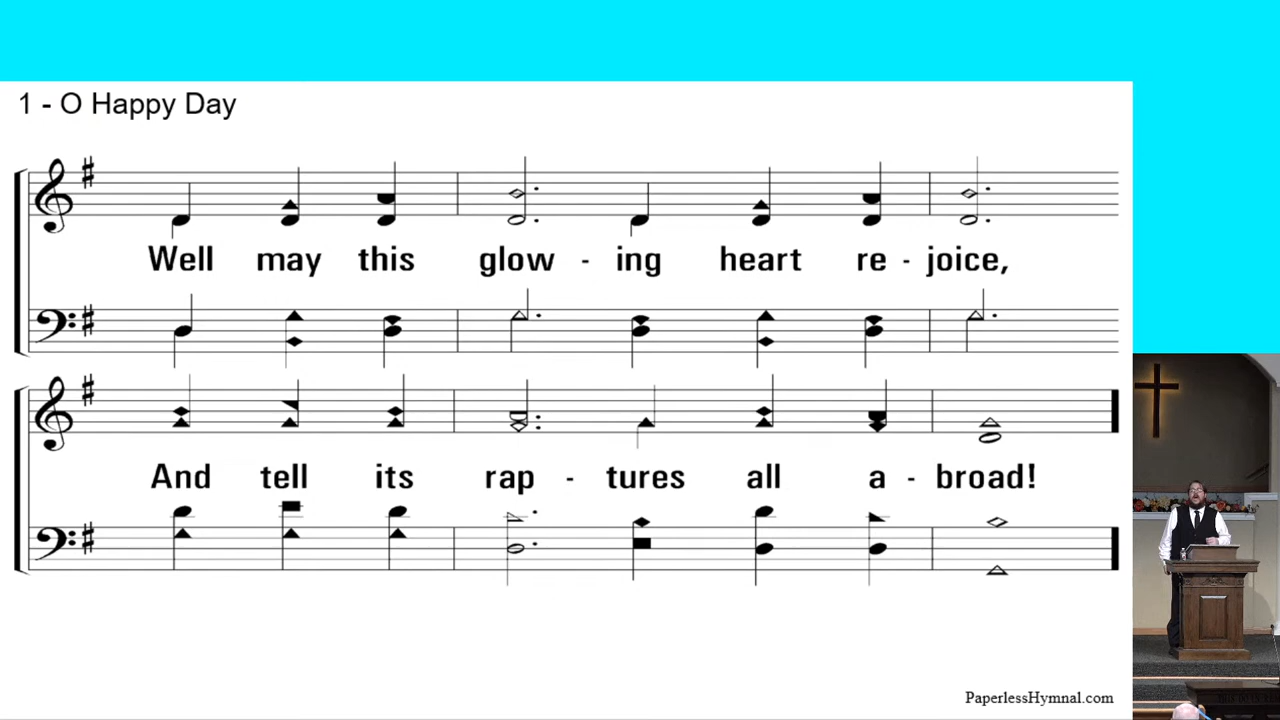 1 - O Happy Day
Well may this glow - ing heart re - joice,
And tell its rap - tures all a - broad!
PaperlessHymnal.com